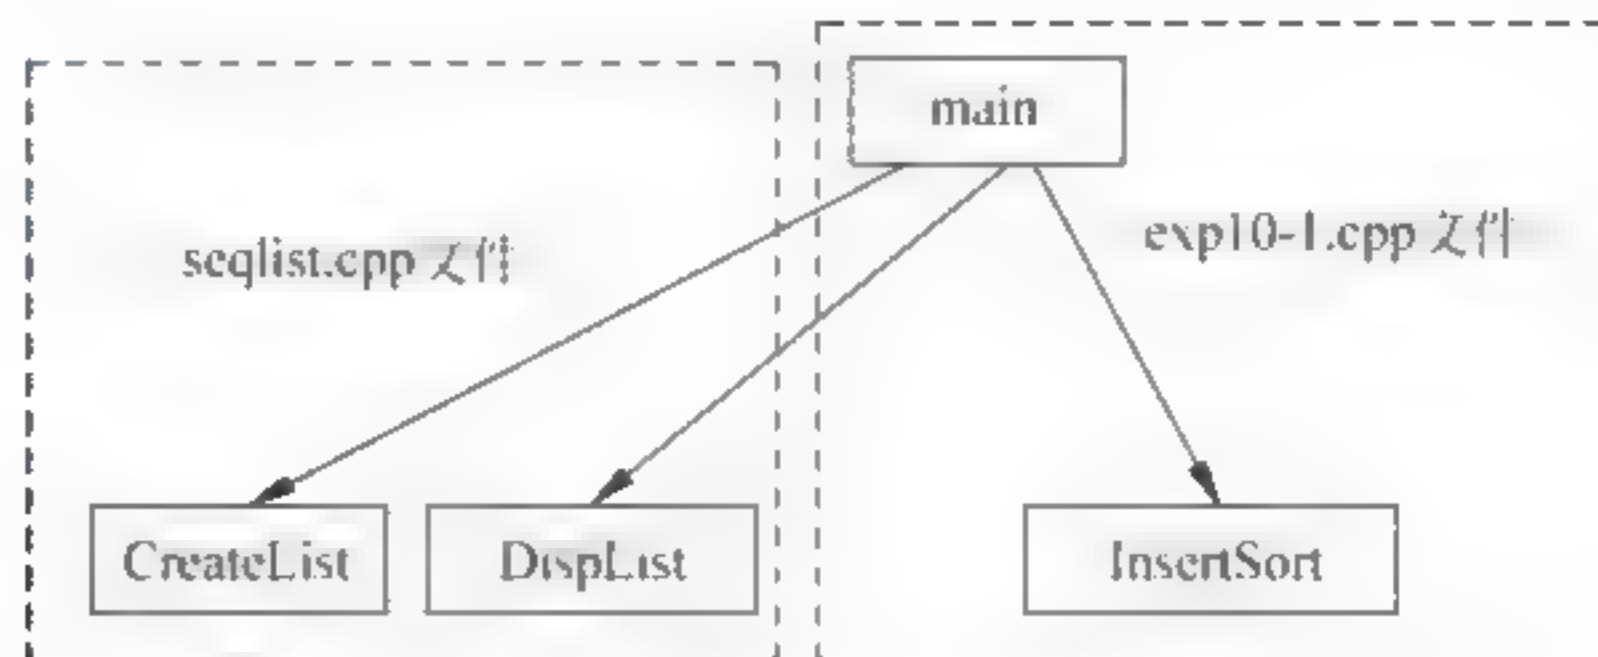 main
exp10-1.cpp 文件
seqlist.cpp 文件
CreateList
DispList
InsertSort